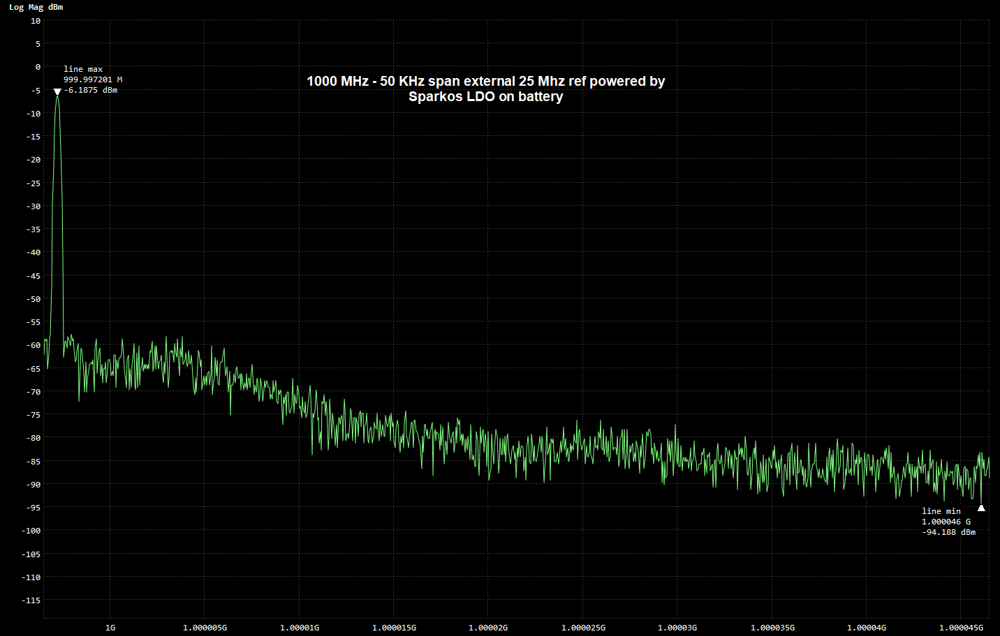 Log Mag dBm
10
5
0
-5
-10
-15
-20
-25
-30
-35
-40
-45
-50
-55
-60
-65
-70
-75
-80
-85
-90
-95
-100
-105
-110
-115
line max
999.997201 M
-6.1875 dBm
1000 MHz - 50 KHz span external 25 Mhz ref powered by
Sparkos LDO on battery
line min
1.000046 G
-94.188 dBm
1G
1.000005G
1.00001G
1.000015G
1.00002G
1.000025G
1.00003G
1.000035G
1.00004G
1.000045G